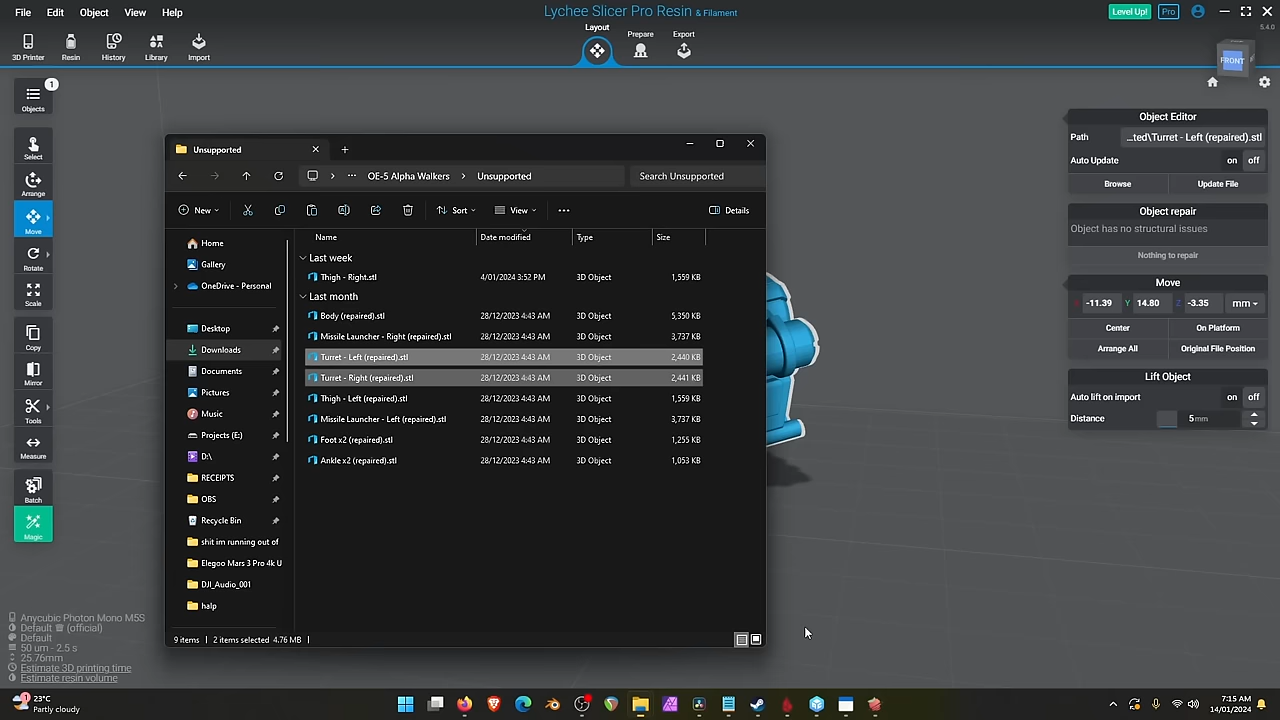 File Edit Object View Help
Lychee Slicer Pro Resin & Filament
Level Up! Pro
5.4.0
3D Printer Resin History Library Import
Layout Prepare Export
FRONT
Objects 1
Select
Arrange
Move
Rotate
Scale
Copy
Mirror
Tools
Measure
Batch
Magic
Unsupported
OE-5 Alpha Walkers Unsupported Search Unsupported
New Sort View Details
Home
Gallery
OneDrive - Personal
Desktop
Downloads
Documents
Pictures
Music
Projects (E:)
D:\
RECEIPTS
OBS
Recycle Bin
shit im running out of
Elegoo Mars 3 Pro 4k U
DJI_Audio_001
halp
Name Date modified Type Size
Last week
Thigh - Right.stl 4/01/2024 3:52 PM 3D Object 1,559 KB
Last month
Body (repaired).stl 28/12/2023 4:43 AM 3D Object 5,350 KB
Missile Launcher - Right (repaired).stl 28/12/2023 4:43 AM 3D Object 3,737 KB
Turret - Left (repaired).stl 28/12/2023 4:43 AM 3D Object 2,440 KB
Turret - Right (repaired).stl 28/12/2023 4:43 AM 3D Object 2,441 KB
Thigh - Left (repaired).stl 28/12/2023 4:43 AM 3D Object 1,559 KB
Missile Launcher - Left (repaired).stl 28/12/2023 4:43 AM 3D Object 3,737 KB
Foot x2 (repaired).stl 28/12/2023 4:43 AM 3D Object 1,255 KB
Ankle x2 (repaired).stl 28/12/2023 4:43 AM 3D Object 1,053 KB
9 items 2 items selected 4.76 MB
Object Editor
Path ...ted\Turret - Left (repaired).stl
Auto Update on off
Browse Update File
Object repair
Object has no structural issues
Nothing to repair
Move
-11.39 Y 14.80 Z -3.35 mm
Center On Platform
Arrange All Original File Position
Lift Object
Auto lift on import on off
Distance 5 mm
Anycubic Photon Mono M5S
Default (official)
Default
50 um - 2.5 s
25.76mm
Estimate 3D printing time
Estimate resin volume
1 23°C
Partly cloudy
7:15 AM
14/01/2024